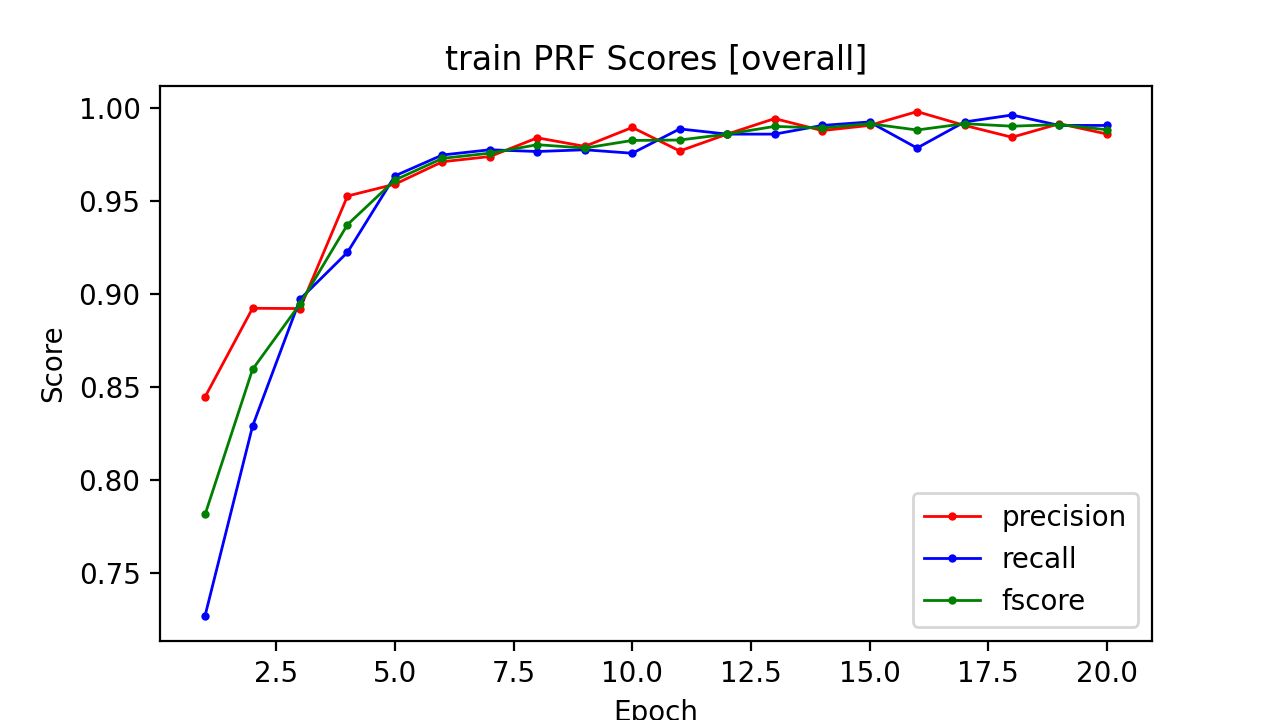 train PRF Scores [overall]
1.00
0.95
0.90
0.85
0.80
0.75
Score
precision
recall
fscore
2.5 5.0 7.5 10.0 12.5 15.0 17.5 20.0
Epoch